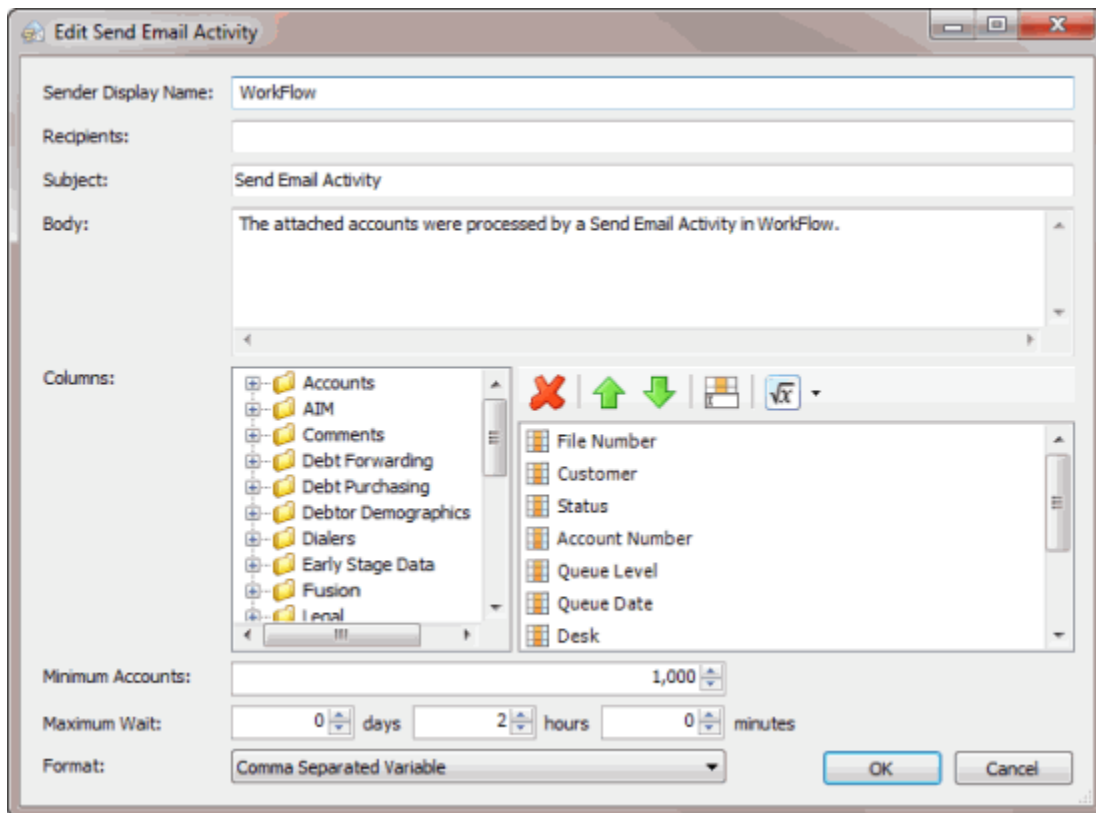 Edit Send Email Activity
Sender Display Name: WorkFlow
Recipients:
Subject: Send Email Activity
Body: The attached accounts were processed by a Send Email Activity in WorkFlow.
Columns:
Accounts
AIM
Comments
Debt Forwarding
Debt Purchasing
Debtor Demographics
Dialers
Early Stage Data
Fusion
Legal
√x
File Number
Customer
Status
Account Number
Queue Level
Queue Date
Desk
Minimum Accounts: 1,000
Maximum Wait: 0 days 2 hours 0 minutes
Format: Comma Separated Variable OK Cancel